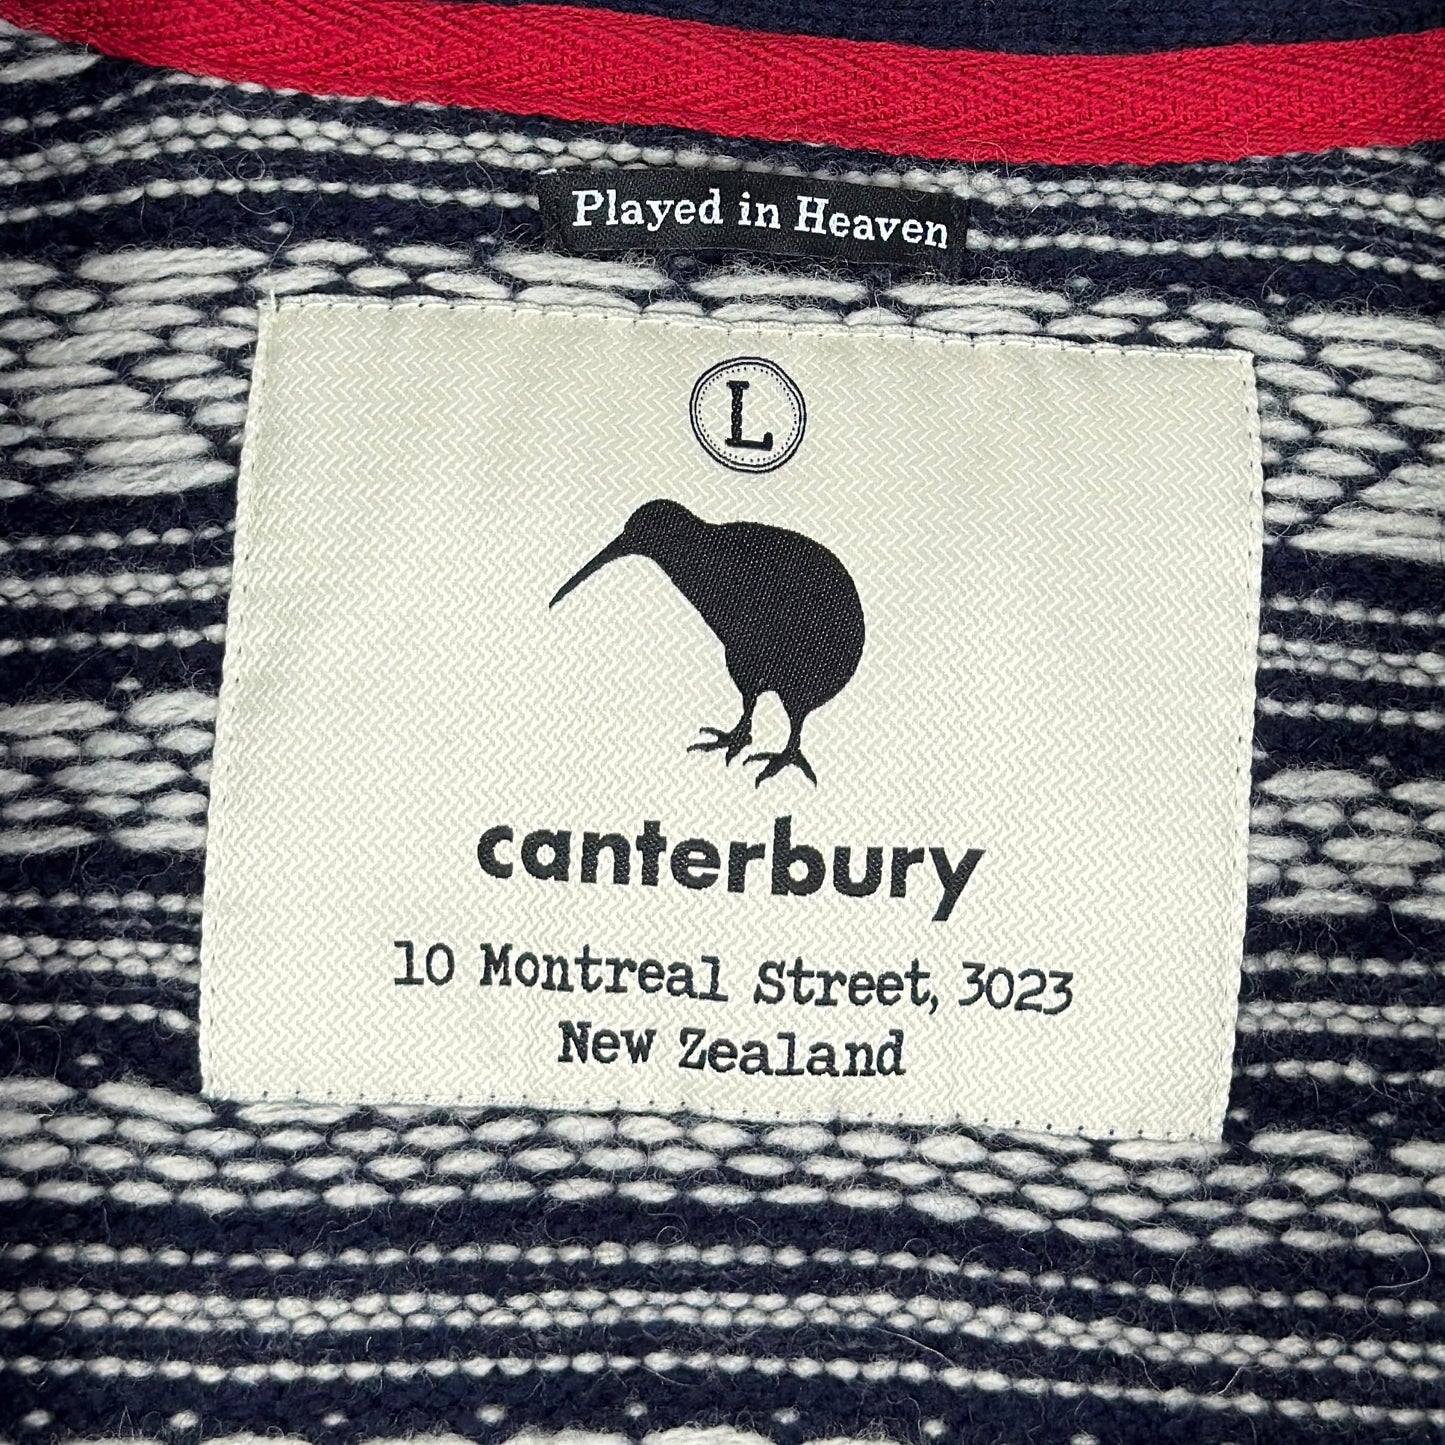 Played in Heaven
L
canterbury
10 Montreal Street, 3023
New Zealand